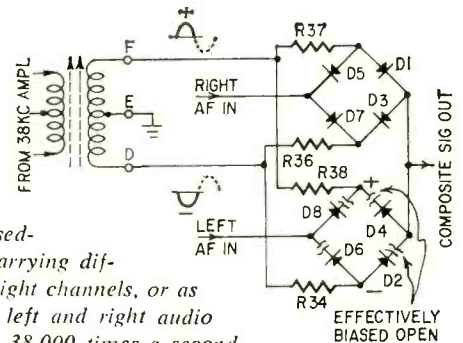 +
F
R37
D5
D1
RIGHT
AF IN
D7
D3
E
FROM 38KC AMPL
R36
D
R38
+
D8
D4
LEFT
AF IN
D6
D2
–
–
R34
COMPOSITE SIG OUT
EFFECTIVELY
BIASED OPEN
sed-
arrying dif-
ight channels, or as
left and right audio
38,000 times a second